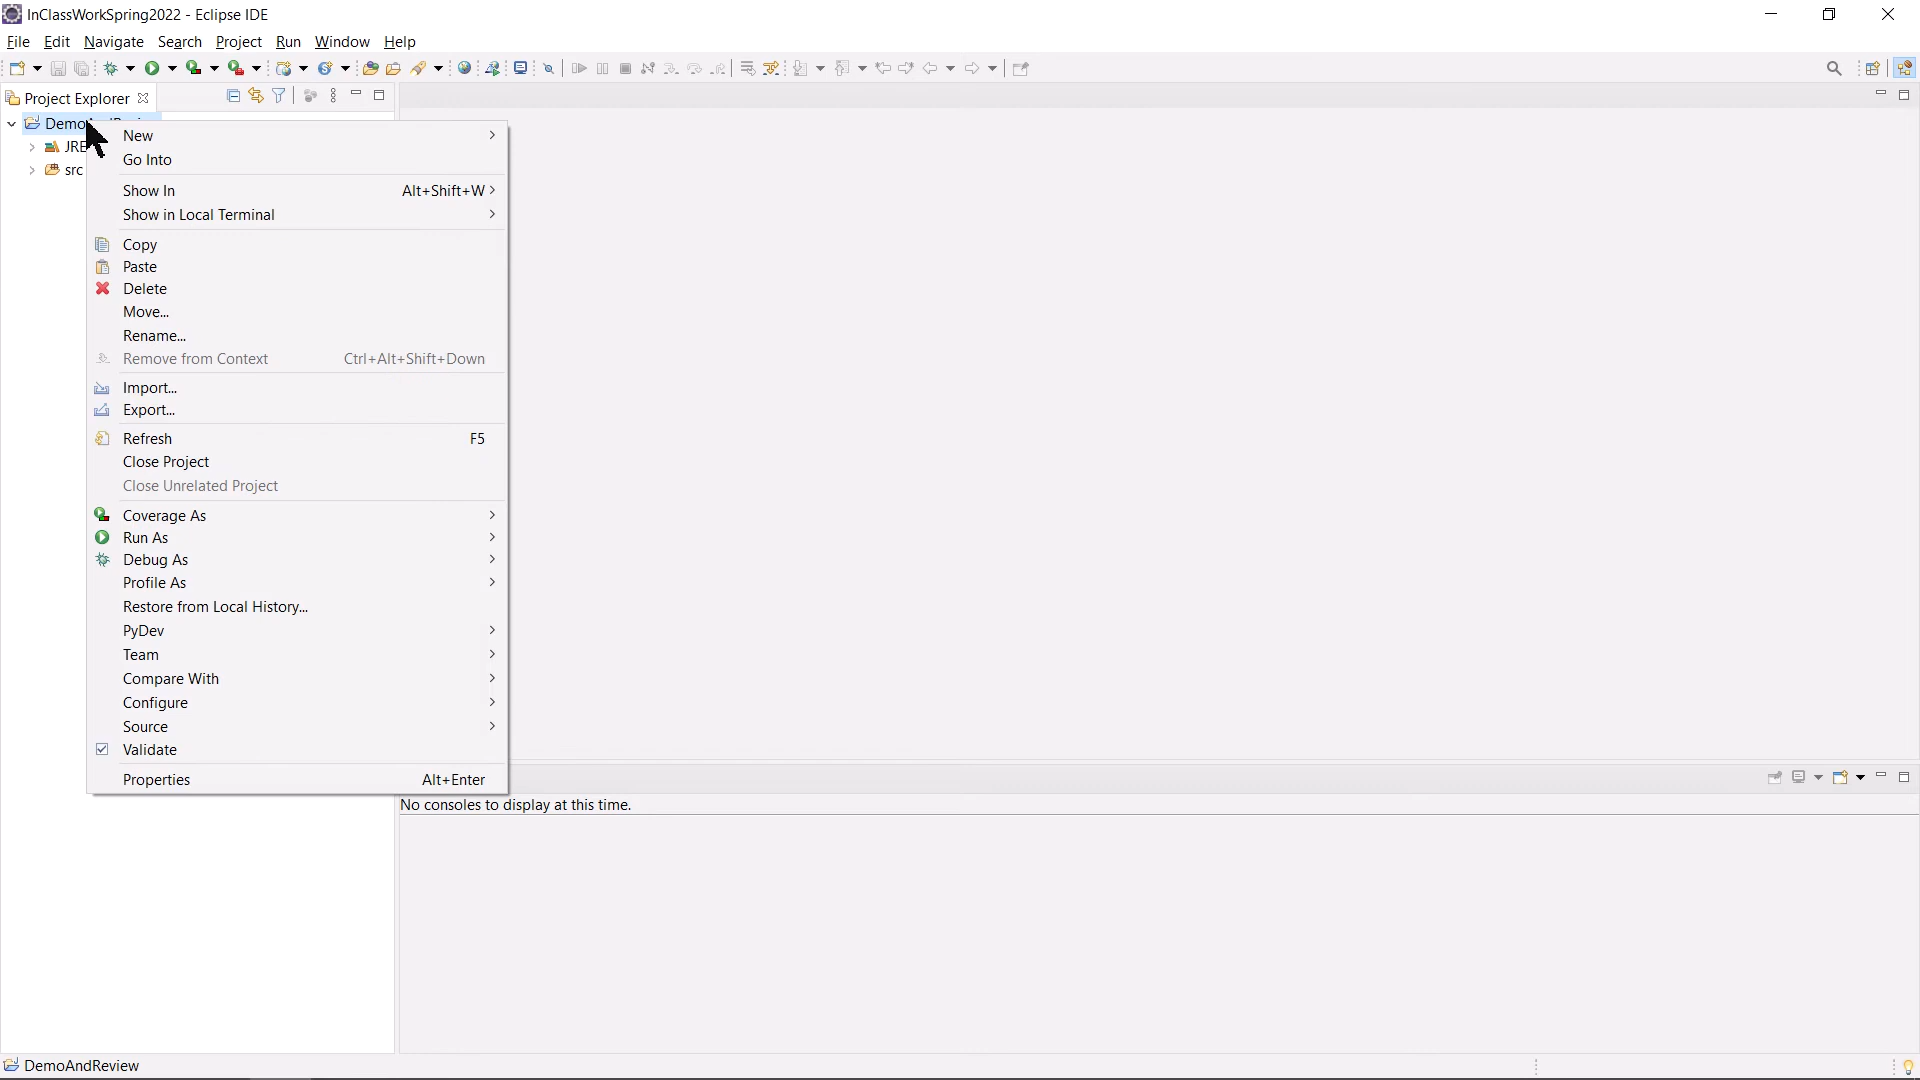 InClassWorkSpring2022 - Eclipse IDE
File Edit Navigate Search Project Run Window Help
Project Explorer
Demo
JRE
src
New
Go Into
Show In Alt+Shift+W
Show in Local Terminal
Copy
Paste
Delete
Move...
Rename...
Remove from Context Ctrl+Alt+Shift+Down
Import...
Export...
Refresh F5
Close Project
Close Unrelated Project
Coverage As
Run As
Debug As
Profile As
Restore from Local History...
PyDev
Team
Compare With
Configure
Source
Validate
Properties Alt+Enter
No consoles to display at this time.
DemoAndReview